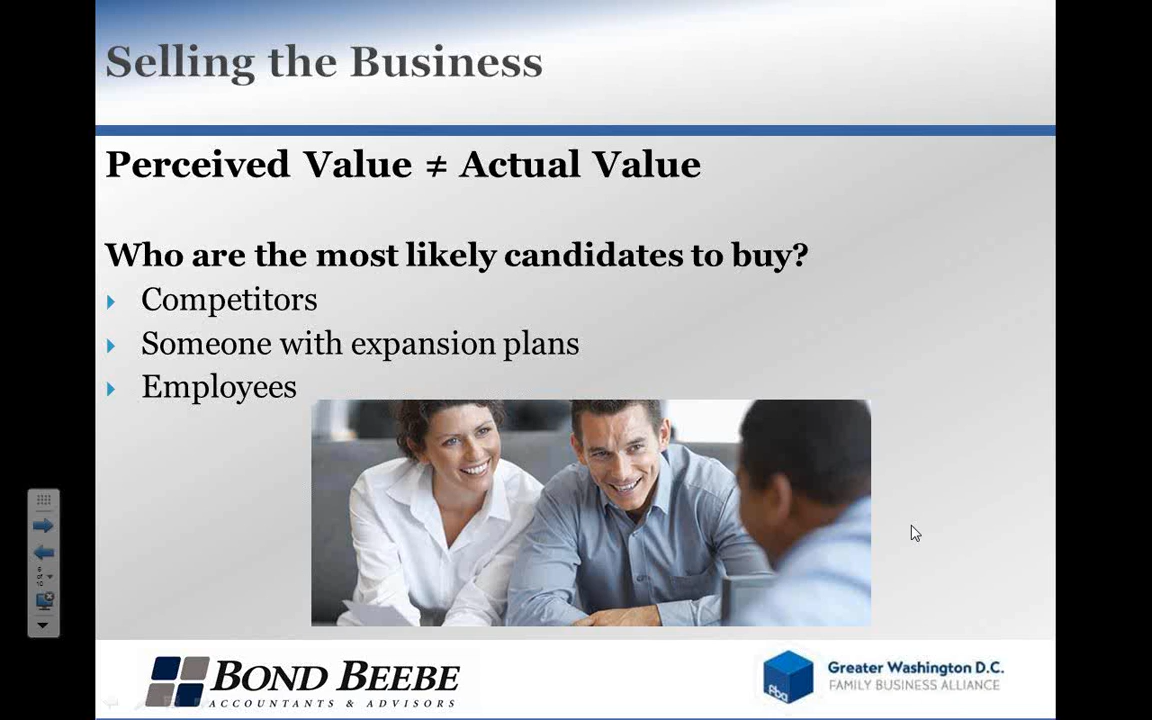 Selling the Business
Perceived Value ≠ Actual Value
Who are the most likely candidates to buy?
Competitors
Someone with expansion plans
Employees
BOND BEEBE
ACCOUNTANTS & ADVISORS
fba
Greater Washington D.C.
FAMILY BUSINESS ALLIANCE